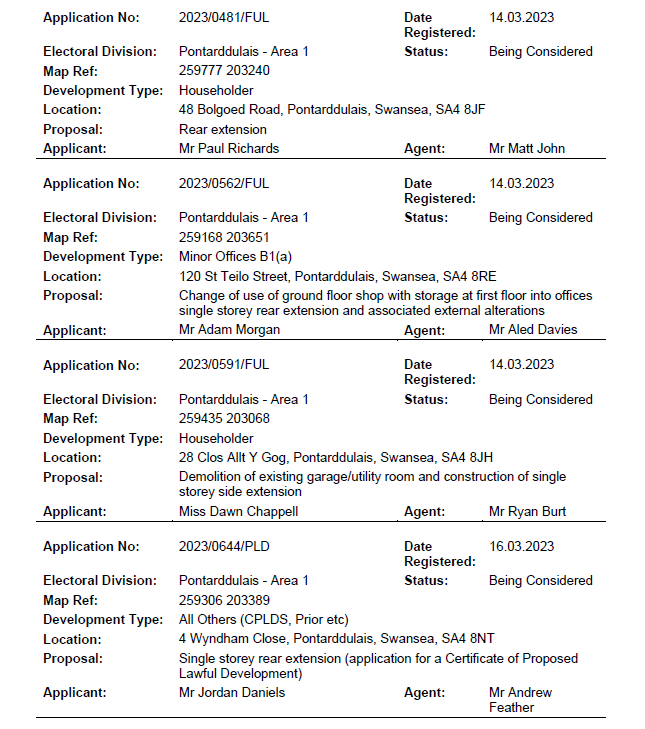 Application No: 2023/0481/FUL Date Registered: 14.03.2023
Electoral Division: Pontarddulais - Area 1 Status: Being Considered
Map Ref: 259777 203240
Development Type: Householder
Location: 48 Bolgoed Road, Pontarddulais, Swansea, SA4 8JF
Proposal: Rear extension
Applicant: Mr Paul Richards Agent: Mr Matt John
Application No: 2023/0562/FUL Date Registered: 14.03.2023
Electoral Division: Pontarddulais - Area 1 Status: Being Considered
Map Ref: 259168 203651
Development Type: Minor Offices B1(a)
Location: 120 St Teilo Street, Pontarddulais, Swansea, SA4 8RE
Proposal: Change of use of ground floor shop with storage at first floor into offices
single storey rear extension and associated external alterations
Applicant: Mr Adam Morgan Agent: Mr Aled Davies
Application No: 2023/0591/FUL Date Registered: 14.03.2023
Electoral Division: Pontarddulais - Area 1 Status: Being Considered
Map Ref: 259435 203068
Development Type: Householder
Location: 28 Clos Allt Y Gog, Pontarddulais, Swansea, SA4 8JH
Proposal: Demolition of existing garage/utility room and construction of single
storey side extension
Applicant: Miss Dawn Chappell Agent: Mr Ryan Burt
Application No: 2023/0644/PLD Date Registered: 16.03.2023
Electoral Division: Pontarddulais - Area 1 Status: Being Considered
Map Ref: 259306 203389
Development Type: All Others (CPLDS, Prior etc)
Location: 4 Wyndham Close, Pontarddulais, Swansea, SA4 8NT
Proposal: Single storey rear extension (application for a Certificate of Proposed
Lawful Development)
Applicant: Mr Jordan Daniels Agent: Mr Andrew
Feather